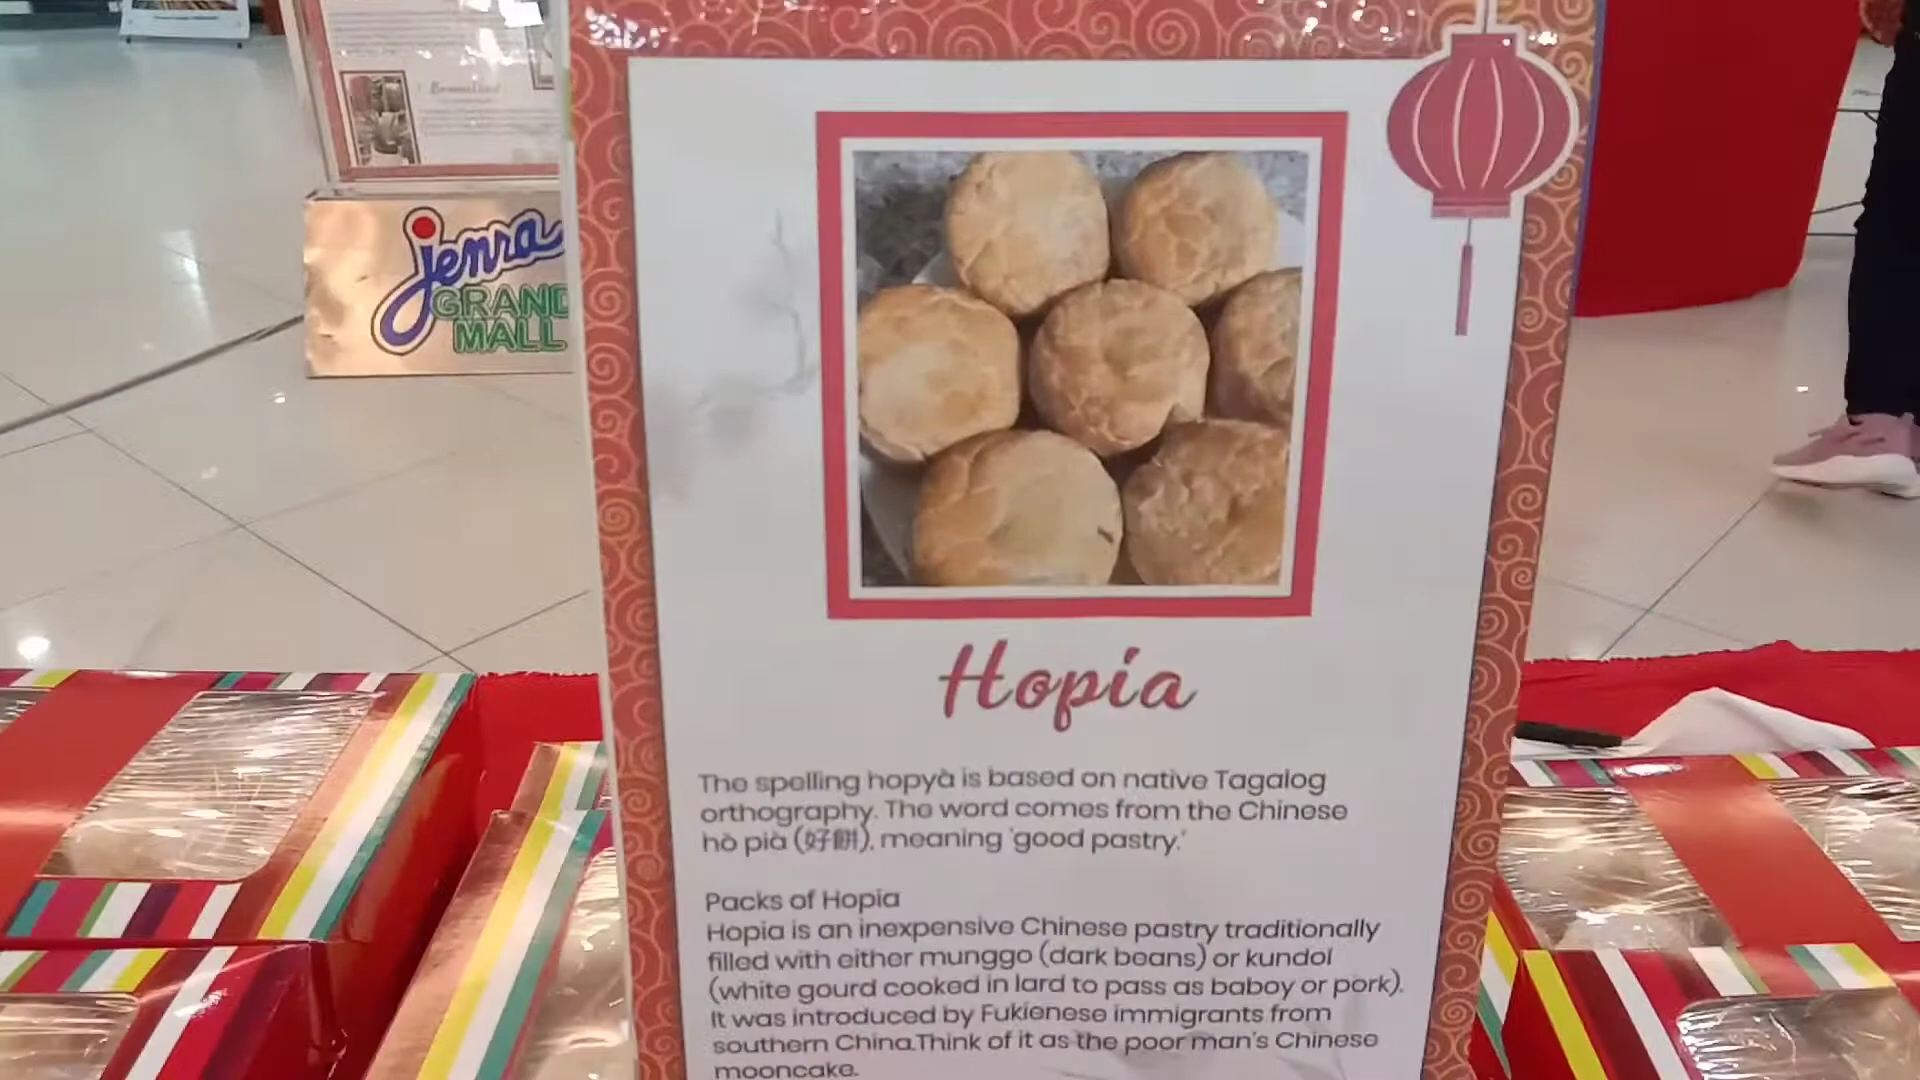 Jenra
GRAND
MALL
Hopia
The spelling hopyà is based on native Tagalog
orthography. The word comes from the Chinese
hò pià (好餅), meaning 'good pastry.'
Packs of Hopia
Hopia is an inexpensive Chinese pastry traditionally
filled with either munggo (dark beans) or kundol
(white gourd cooked in lard to pass as baboy or pork).
It was introduced by Fukienese immigrants from
southern China.Think of it as the poor man's Chinese
mooncake.